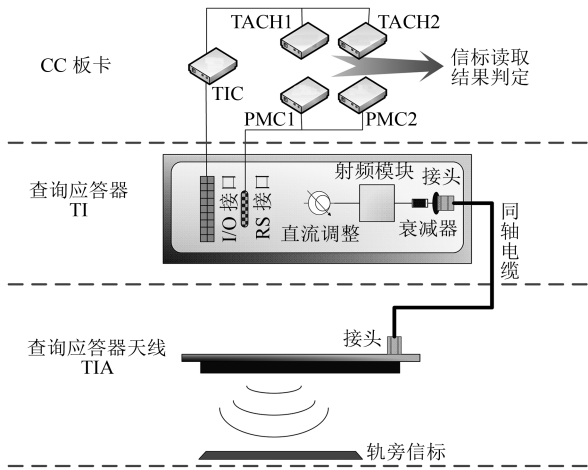 TACH1
TACH2
CC 板卡
TIC
信标读取
结果判定
PMC1
PMC2
查询应答器
TI
I/O 接口
RS 接口
射频模块
接头
直流调整
衰减器
同轴电缆
查询应答器天线
TIA
接头
轨旁信标